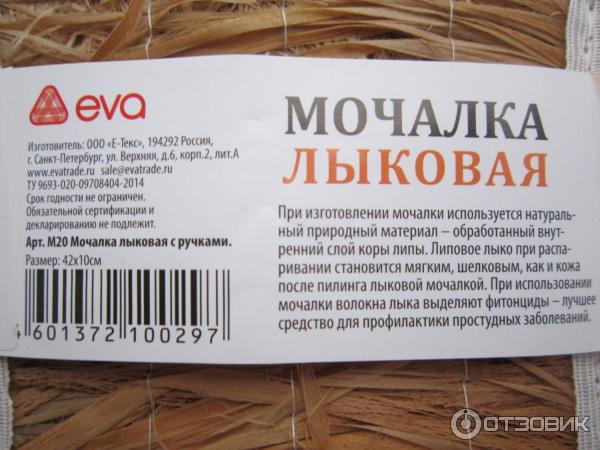 eva
Изготовитель: ООО «Е-Текс», 194292 Россия,
г. Санкт-Петербург, ул. Верхняя, д.6, корп.2, лит.А
www.evatrade.ru sale@evatrade.ru
ТУ 9693-020-09708404-2014
Срок годности не ограничен.
Обязательной сертификации и
декларированию не подлежит.
Арт. М20 Мочалка лыковая с ручками.
Размер: 42х10см
4 601372 100297
МОЧАЛКА
ЛЫКОВАЯ
При изготовлении мочалки используется натураль-
ный природный материал – обработанный внут-
ренний слой коры липы. Липовое лыко при распа-
ривании становится мягким, шелковым, как и кожа
после пилинга лыковой мочалкой. При использовании
мочалки волокна лыка выделяют фитонциды – лучшее
средство для профилактики простудных заболеваний.
ОТЗОВИК